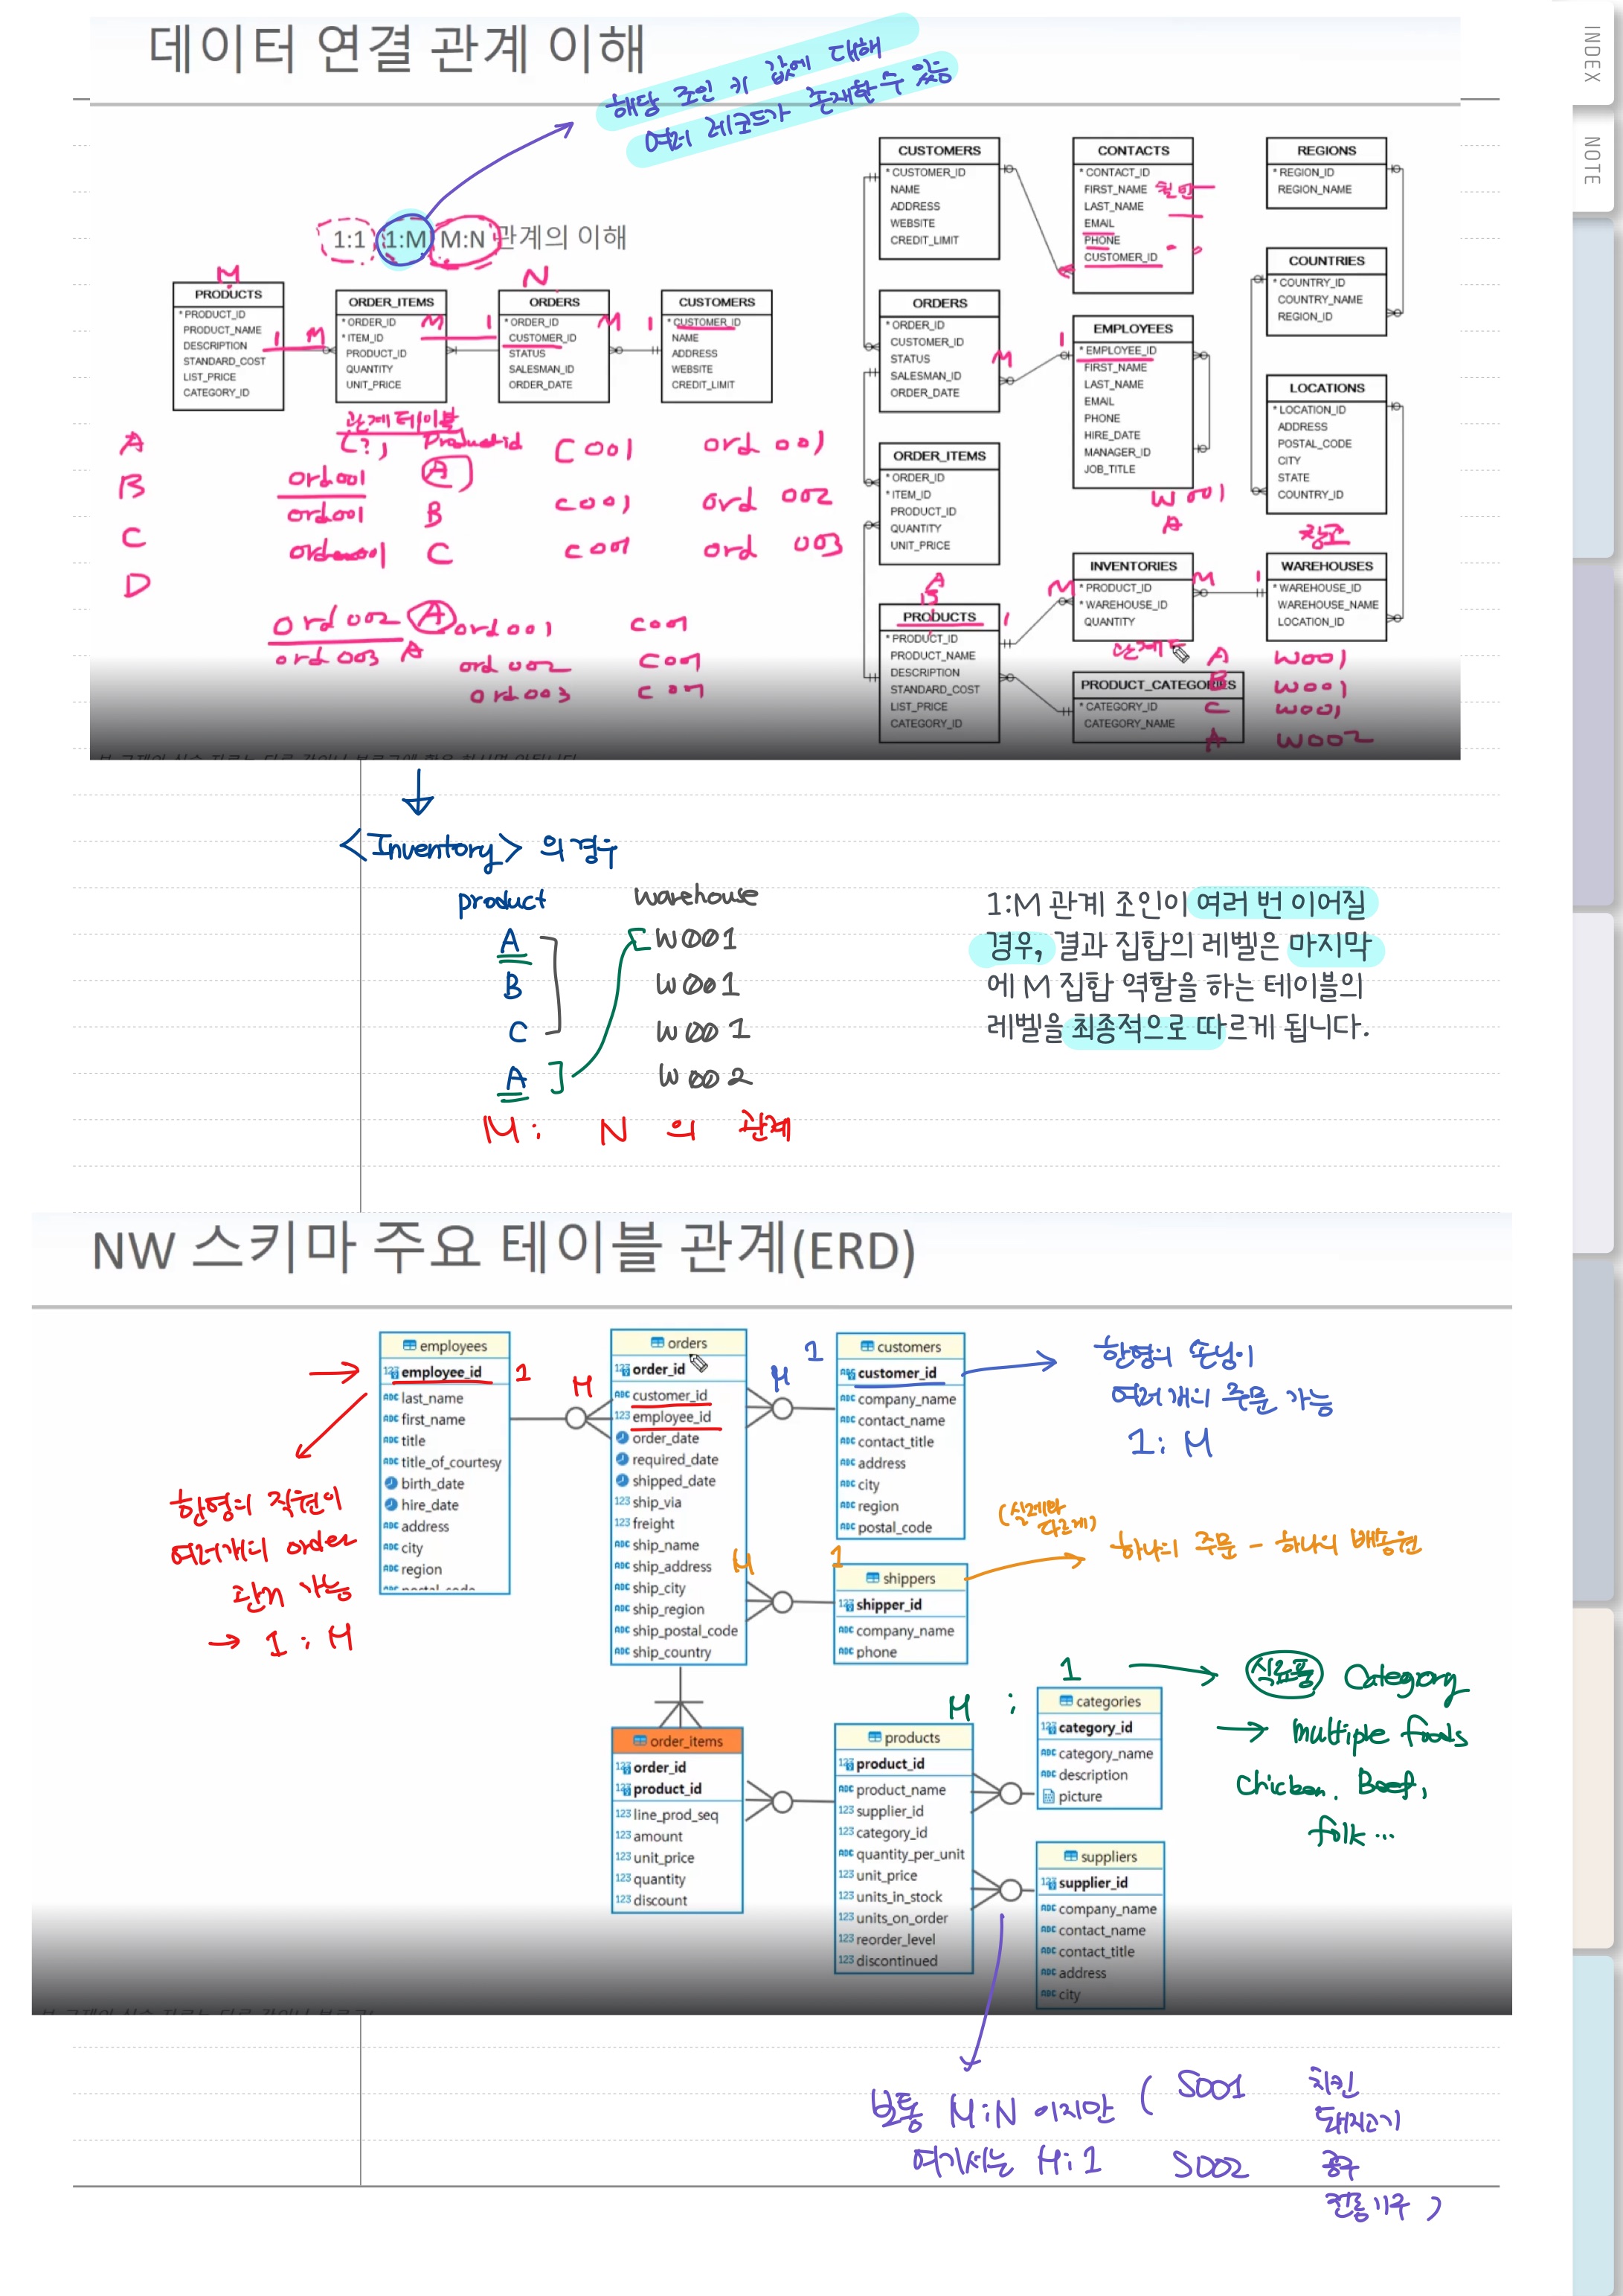 데이터 연결 관계 이해
해당 조인 키 값에 대해
여러 레코드가 존재할 수 있음
INDEX
NOTE
1:1 1:M M:N 관계의 이해
M
N
PRODUCTS
* PRODUCT_ID
PRODUCT_NAME
DESCRIPTION
STANDARD_COST
LIST_PRICE
CATEGORY_ID
1 M
ORDER_ITEMS
* ORDER_ID
* ITEM_ID
PRODUCT_ID
QUANTITY
UNIT_PRICE
M 1
ORDERS
* ORDER_ID
CUSTOMER_ID
STATUS
SALESMAN_ID
ORDER_DATE
M 1
CUSTOMERS
* CUSTOMER_ID
NAME
ADDRESS
WEBSITE
CREDIT_LIMIT
관계 테이블
(?) Product id
A
B
C
D
ord001 A
ord001 B
ord001 C
ord002 A
ord003 A
C001 ord 001
C001 ord 002
C001 ord 003
ord001 C001
ord002 C001
ord003 C001
CUSTOMERS
* CUSTOMER_ID
NAME
ADDRESS
WEBSITE
CREDIT_LIMIT
CONTACTS
* CONTACT_ID
FIRST_NAME
LAST_NAME
EMAIL
PHONE
CUSTOMER_ID
REGIONS
* REGION_ID
REGION_NAME
COUNTRIES
* COUNTRY_ID
COUNTRY_NAME
REGION_ID
ORDERS
* ORDER_ID
CUSTOMER_ID
STATUS
SALESMAN_ID
ORDER_DATE
M 1
EMPLOYEES
* EMPLOYEE_ID
FIRST_NAME
LAST_NAME
EMAIL
PHONE
HIRE_DATE
MANAGER_ID
JOB_TITLE
W001
A
LOCATIONS
* LOCATION_ID
ADDRESS
POSTAL_CODE
CITY
STATE
COUNTRY_ID
창고
ORDER_ITEMS
* ORDER_ID
* ITEM_ID
PRODUCT_ID
QUANTITY
UNIT_PRICE
A
B
PRODUCTS
* PRODUCT_ID
PRODUCT_NAME
DESCRIPTION
STANDARD_COST
LIST_PRICE
CATEGORY_ID
1 M
INVENTORIES
* PRODUCT_ID
* WAREHOUSE_ID
QUANTITY
M 1
WAREHOUSES
* WAREHOUSE_ID
WAREHOUSE_NAME
LOCATION_ID
PRODUCT_CATEGORIES
* CATEGORY_ID
CATEGORY_NAME
A W001
B W001
C W001
A W002
<Inventory> 의 경우
product warehouse
A W001
B W001
C W001
A W002
M : N 의 관계
1:M 관계 조인이 여러 번 이어질
경우, 결과 집합의 레벨은 마지막
에 M 집합 역할을 하는 테이블의
레벨을 최종적으로 따르게 됩니다.
NW 스키마 주요 테이블 관계(ERD)
employees
employee_id
last_name
first_name
title
title_of_courtesy
birth_date
hire_date
address
city
region
postal_code
1 M
한명의 직원이
여러개의 order
관리 가능
→ 1 : M
orders
order_id
customer_id
employee_id
order_date
required_date
shipped_date
ship_via
freight
ship_name
ship_address
ship_city
ship_region
ship_postal_code
ship_country
M 1
customers
customer_id
company_name
contact_name
contact_title
address
city
region
postal_code
한명의 손님이
여러개의 주문 가능
1 : M
M 1
shippers
shipper_id
company_name
phone
(실제와
다르게)
하나의 주문 - 하나의 배송원
order_items
order_id
product_id
line_prod_seq
amount
unit_price
quantity
discount
products
product_id
product_name
supplier_id
category_id
quantity_per_unit
unit_price
units_in_stock
units_on_order
reorder_level
discontinued
M : 1
categories
category_id
category_name
description
picture
식료품 Category
→ multiple foods
Chicken, Beef,
folk...
suppliers
supplier_id
company_name
contact_name
contact_title
address
city
보통 M:N 이지만
여기서는 M:1
( S001 치킨
돼지고기
S002 공구
전동기구 )